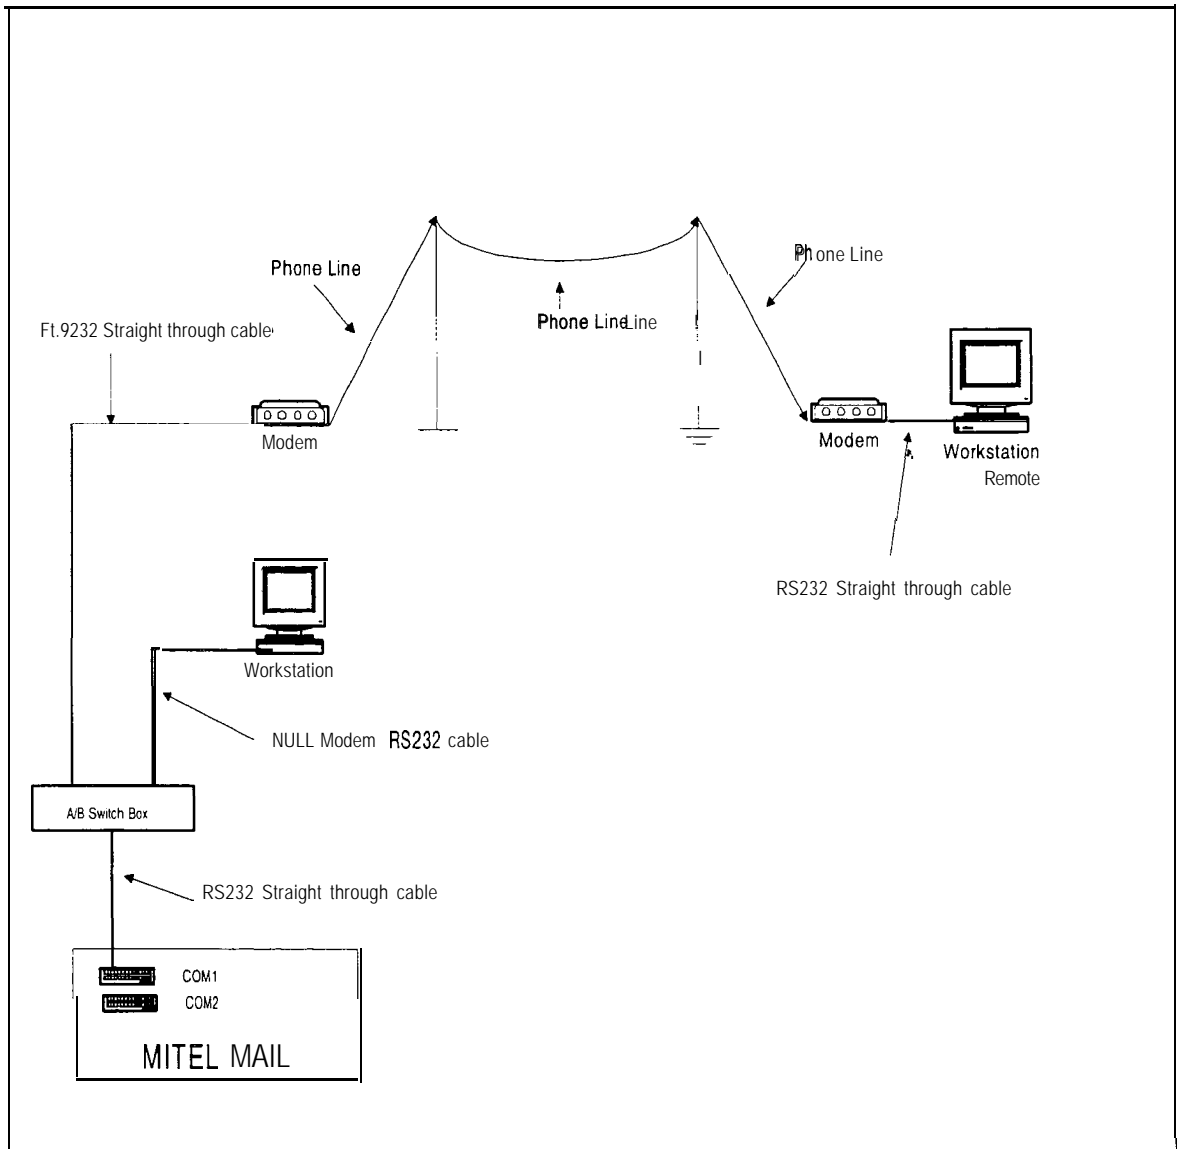 Phone Line
Phone Line
Phone LineLine
Ft.9232 Straight through cable
Modem
Modem
Workstation
Remote
RS232 Straight through cable
Workstation
NULL Modem RS232 cable
A/B Switch Box
RS232 Straight through cable
COM1
COM2
MITEL MAIL